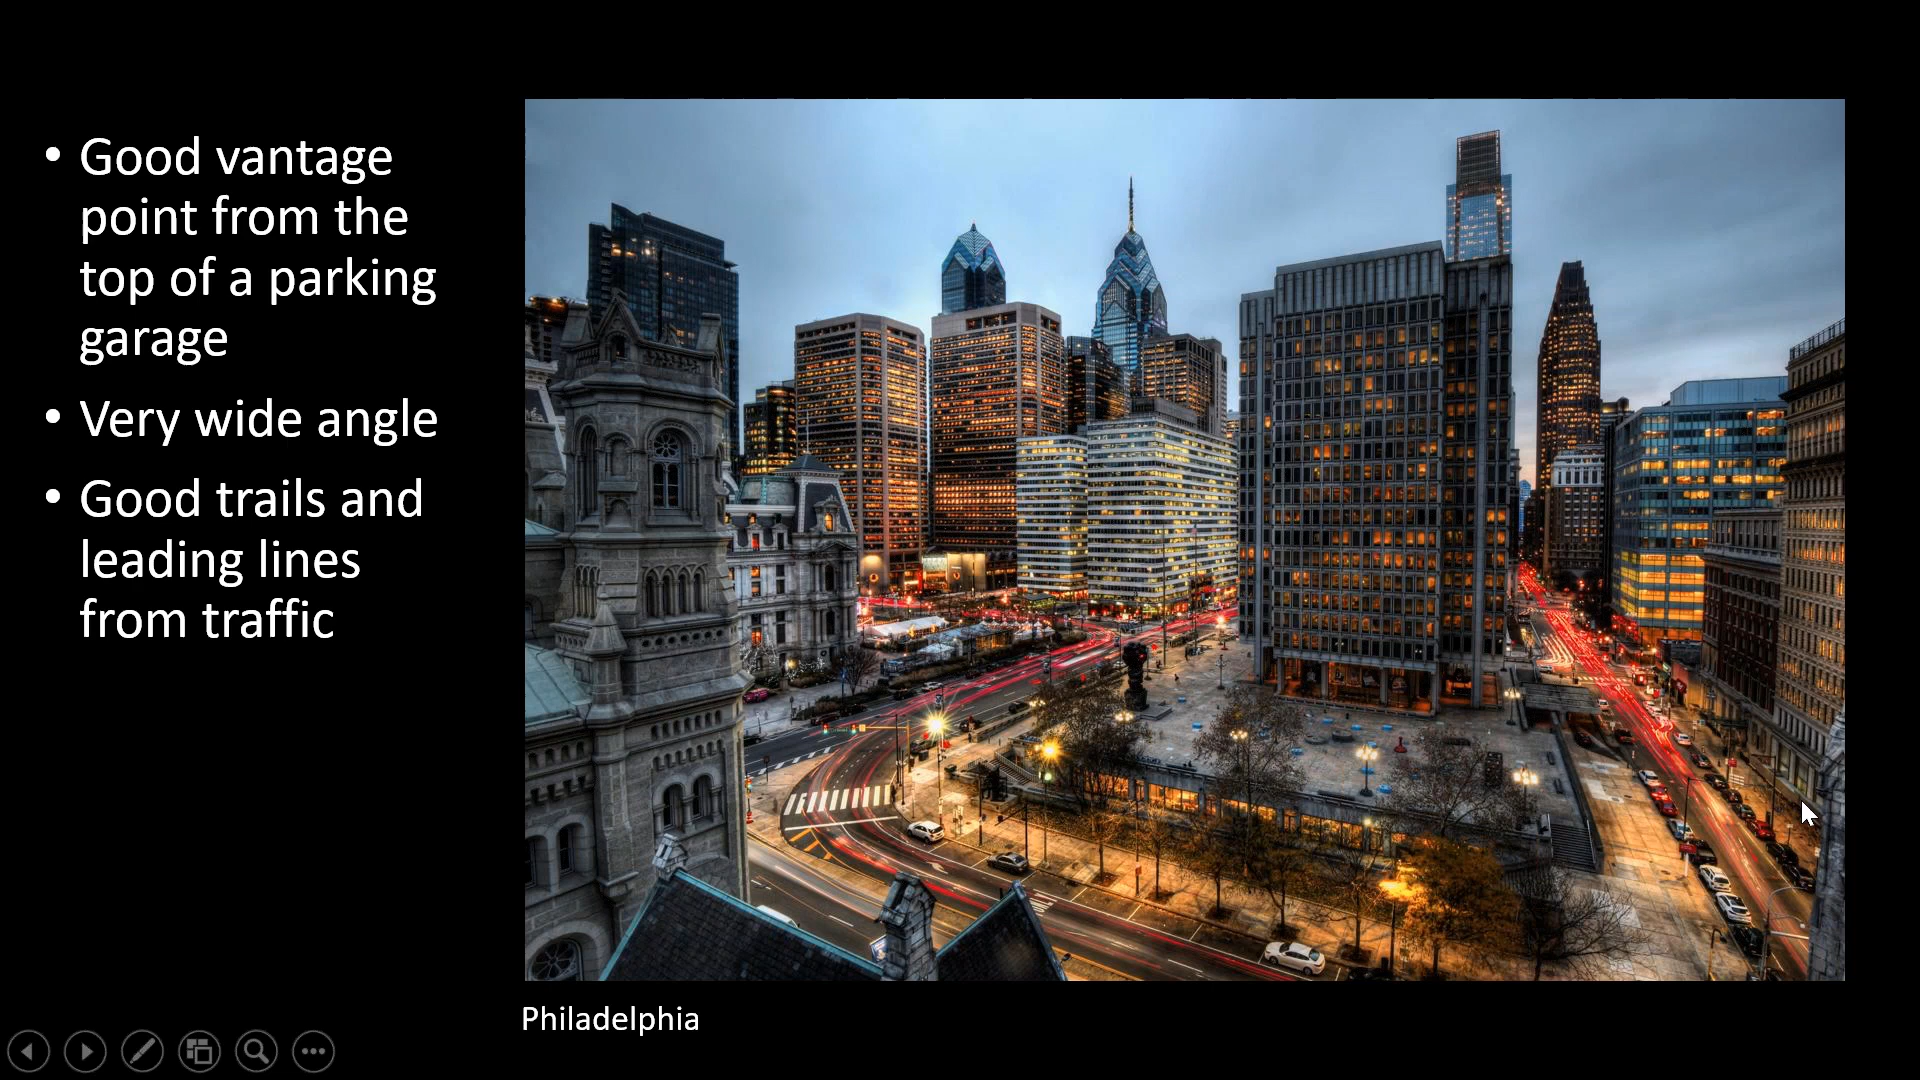 • Good vantage
point from the
top of a parking
garage
• Very wide angle
• Good trails and
leading lines
from traffic
Philadelphia